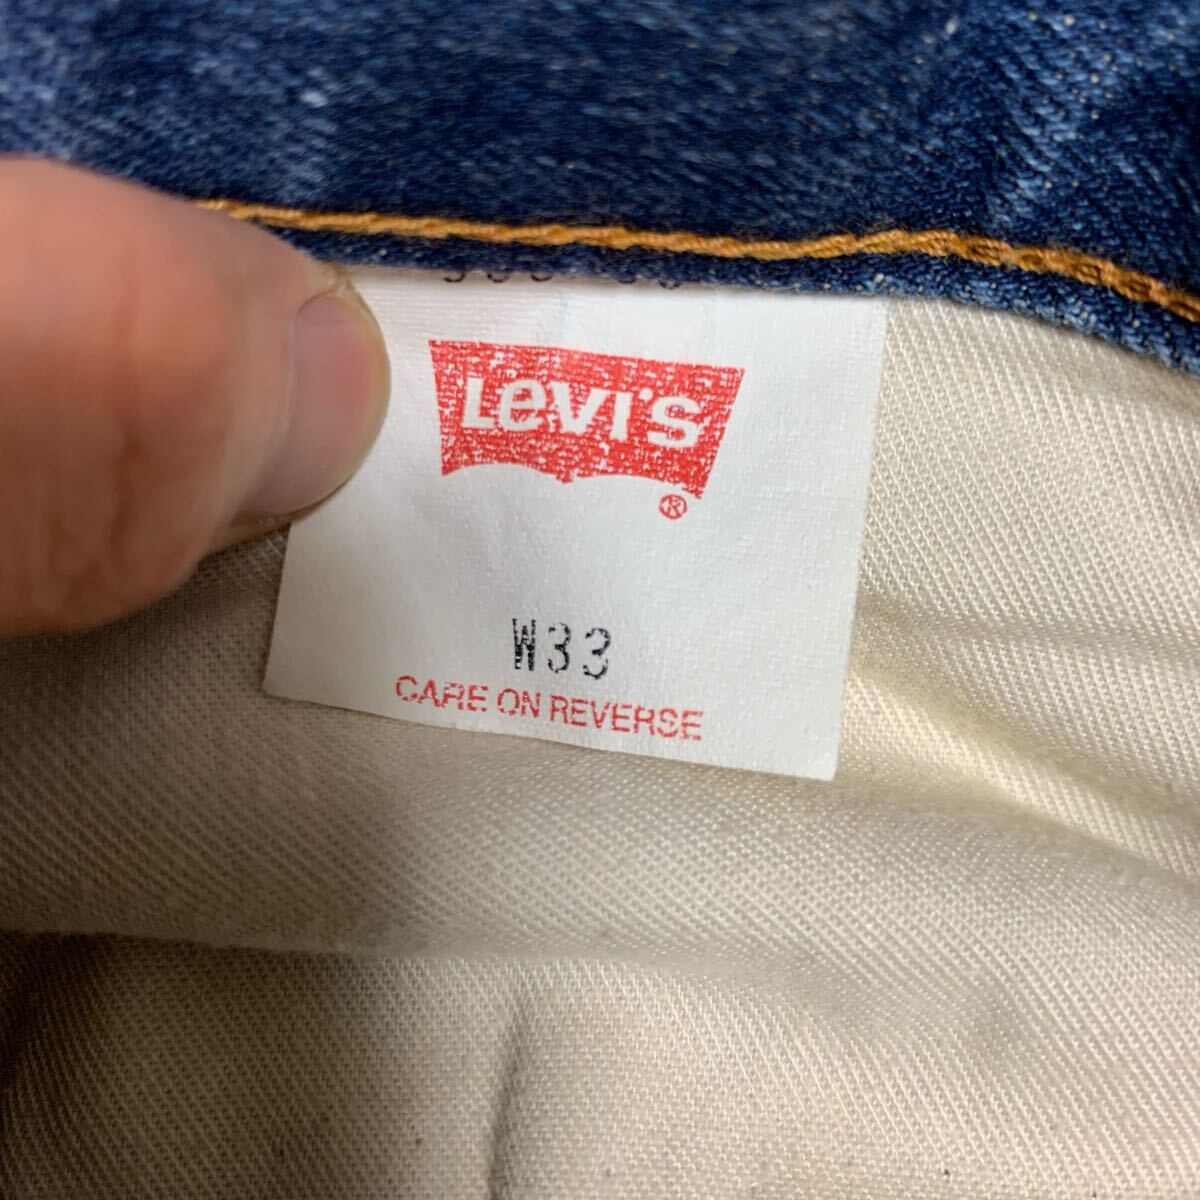 Levi's
®
W33
CARE ON REVERSE